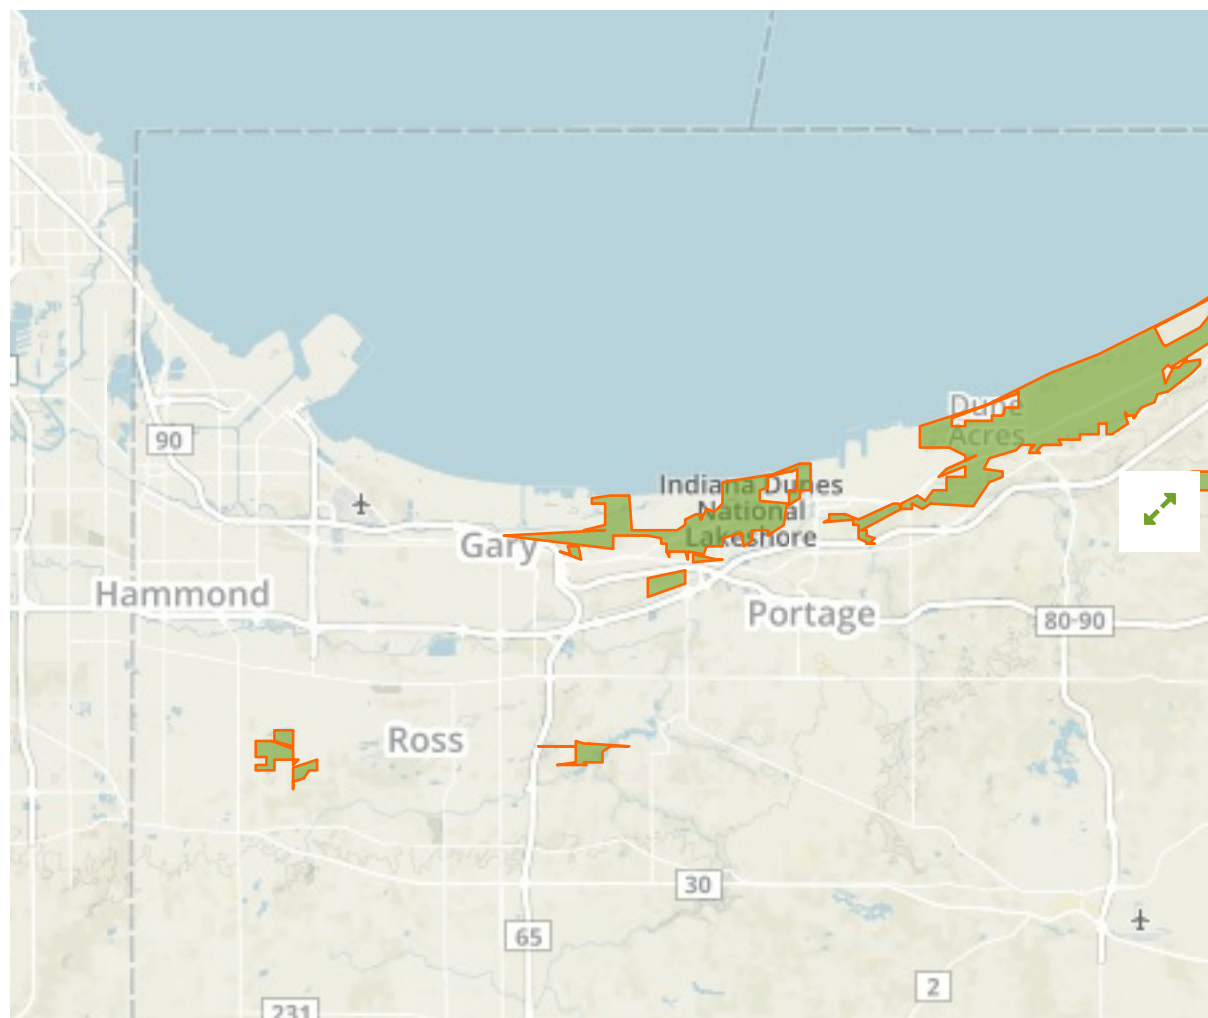 Dune
Acres
90
Indiana Dunes
National
Lakeshore
Gary
Hammond
Portage
80-90
Ross
30
65
2
231